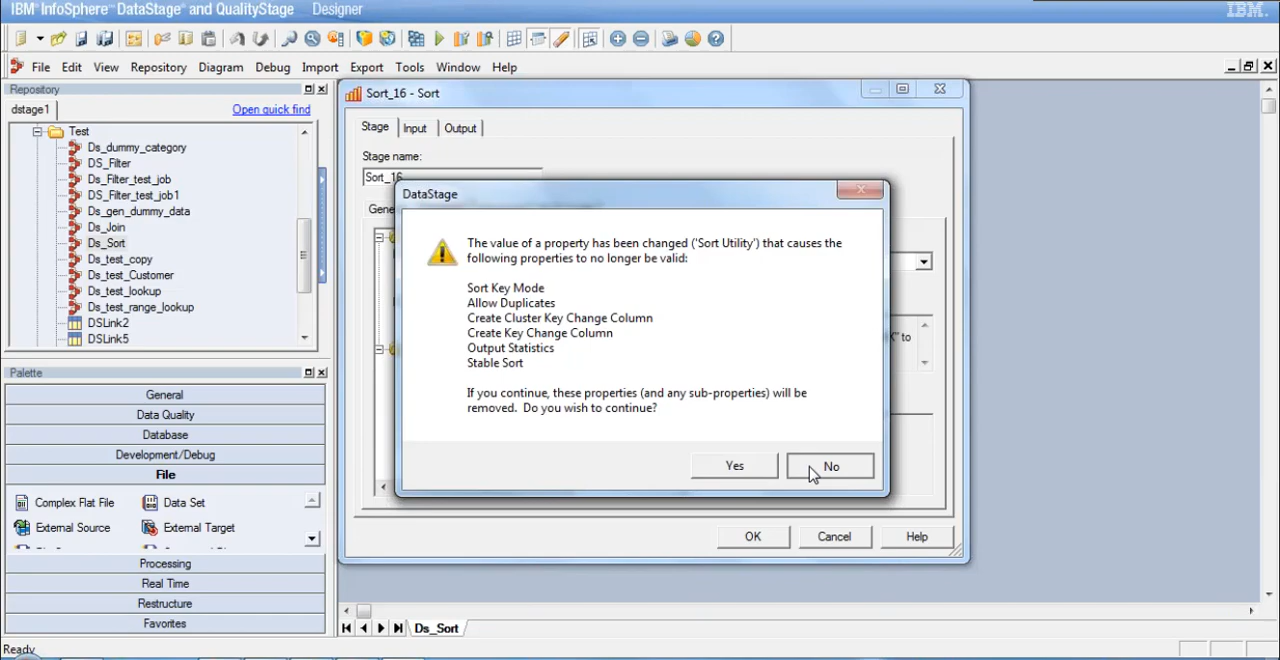 IBM® InfoSphere™ DataStage® and QualityStage Designer
IBM.
File Edit View Repository Diagram Debug Import Export Tools Window Help
Repository
dstage1 Open quick find
Test
Ds_dummy_category
DS_Filter
Ds_Filter_test_job
DS_Filter_test_job1
Ds_gen_dummy_data
Ds_Join
Ds_Sort
Ds_test_copy
Ds_test_Customer
Ds_test_lookup
Ds_test_range_lookup
DSLink2
DSLink5
Palette
General
Data Quality
Database
Development/Debug
File
Complex Flat File Data Set
External Source External Target
Processing
Real Time
Restructure
Favorites
Sort_16 - Sort
Stage Input Output
Stage name:
Sort_16
Gene
" to
DataStage
The value of a property has been changed ('Sort Utility') that causes the
following properties to no longer be valid:
Sort Key Mode
Allow Duplicates
Create Cluster Key Change Column
Create Key Change Column
Output Statistics
Stable Sort
If you continue, these properties (and any sub-properties) will be
removed. Do you wish to continue?
Yes No
OK Cancel Help
Ds_Sort
Ready